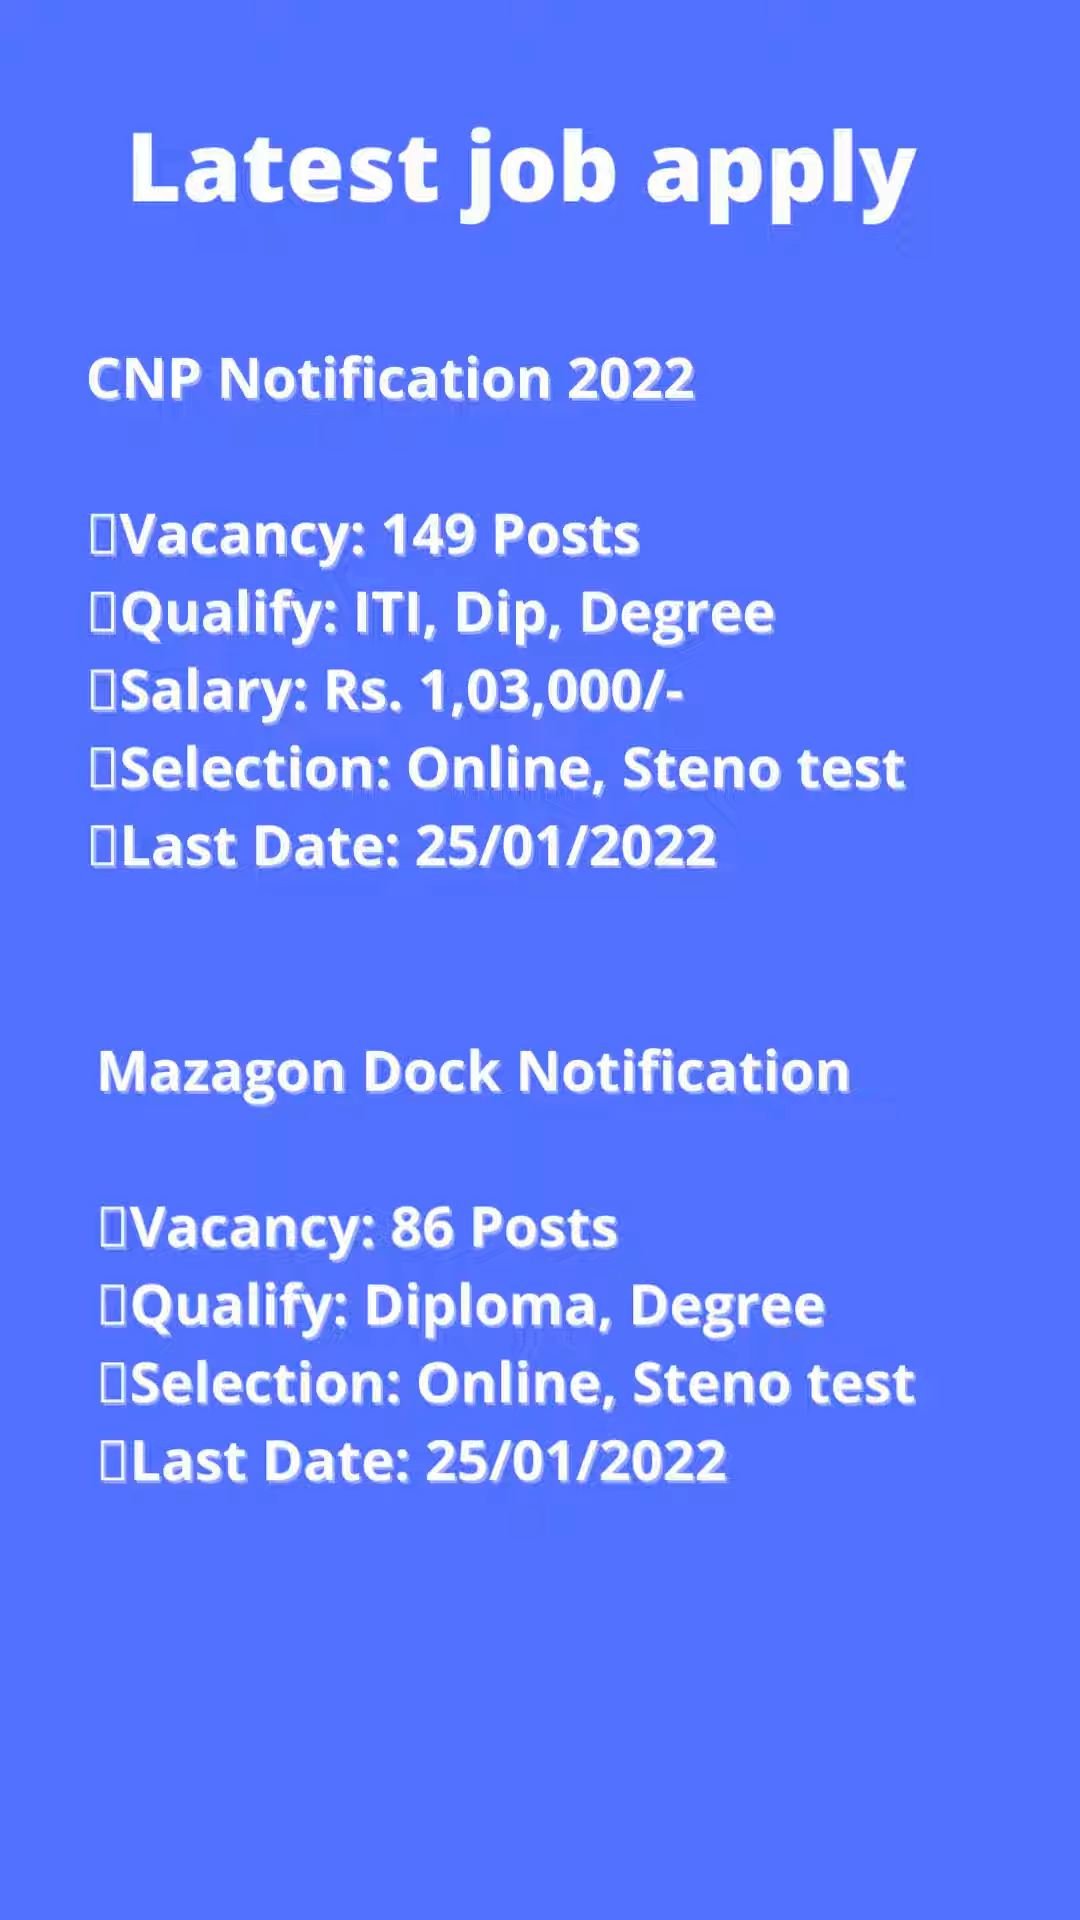 Latest job apply
CNP Notification 2022
Vacancy: 149 Posts
Qualify: ITI, Dip, Degree
Salary: Rs. 1,03,000/-
Selection: Online, Steno test
Last Date: 25/01/2022
Mazagon Dock Notification
Vacancy: 86 Posts
Qualify: Diploma, Degree
Selection: Online, Steno test
Last Date: 25/01/2022